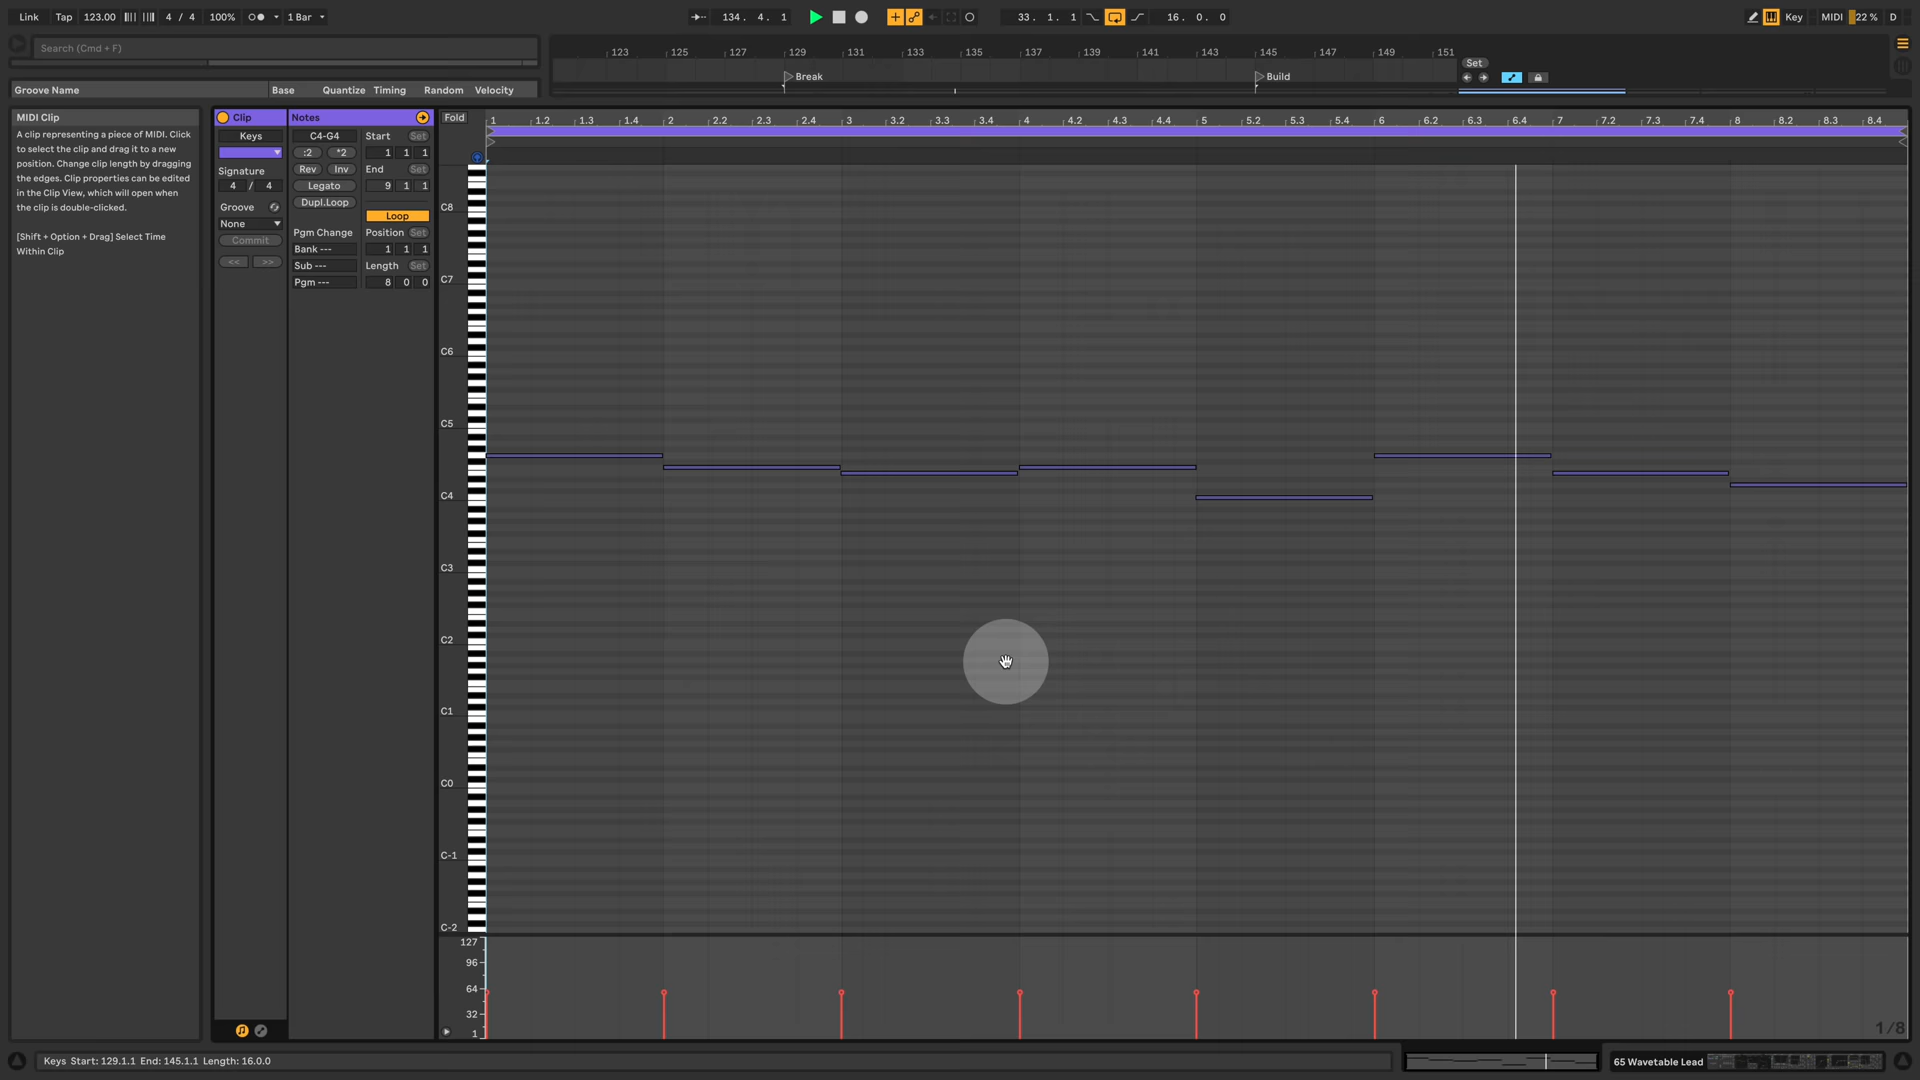 Link Tap 123.00 4 / 4 100% 1 Bar 134. 4. 1 33. 1. 1 16. 0. 0 Key MIDI 22 % D
Search (Cmd + F)
123 125 127 129 131 133 135 137 139 141 143 145 147 149 151
Set
Break Build
Groove Name Base Quantize Timing Random Velocity
MIDI Clip
A clip representing a piece of MIDI. Click
to select the clip and drag it to a new
position. Change clip length by dragging
the edges. Clip properties can be edited
in the Clip View, which will open when
the clip is double-clicked.
[Shift + Option + Drag] Select Time
Within Clip
Clip
Keys
Signature
4 / 4
Groove
None
Commit
<< >>
Notes
C4-G4
:2 *2
Rev Inv
Legato
Dupl.Loop
Pgm Change
Bank ---
Sub ---
Pgm ---
Start Set
1 1 1
End Set
9 1 1
Loop
Position Set
1 1 1
Length Set
8 0 0
Fold
1 1.2 1.3 1.4 2 2.2 2.3 2.4 3 3.2 3.3 3.4 4 4.2 4.3 4.4 5 5.2 5.3 5.4 6 6.2 6.3 6.4 7 7.2 7.3 7.4 8 8.2 8.3 8.4
C8
C7
C6
C5
C4
C3
C2
C1
C0
C-1
C-2
127
96
64
32
1
1/8
Keys Start: 129.1.1 End: 145.1.1 Length: 16.0.0
65 Wavetable Lead